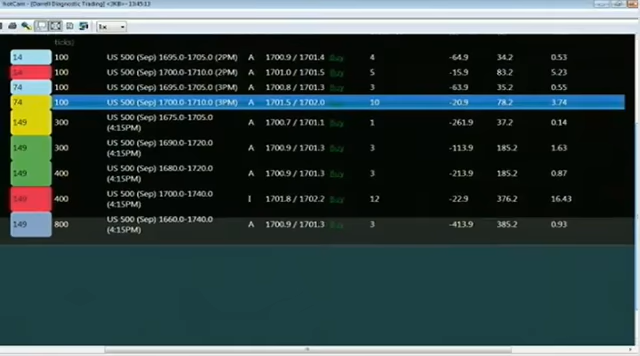 HotCam - [Darrell Diagnostic Trading] 13:45:13
1x
ticks)
14 100 US 500 (Sep) 1695.0-1705.0 (2PM) A 1700.9 / 1701.4 Buy 4 -64.9 34.2 0.53
14 100 US 500 (Sep) 1700.0-1710.0 (2PM) A 1701.0 / 1701.5 Buy 5 -15.9 83.2 5.23
74 100 US 500 (Sep) 1695.0-1705.0 (3PM) A 1700.8 / 1701.3 Buy 3 -63.9 35.2 0.55
74 100 US 500 (Sep) 1700.0-1710.0 (3PM) A 1701.5 / 1702.0 Buy 10 -20.9 78.2 3.74
149 300 US 500 (Sep) 1675.0-1705.0 (4:15PM) A 1700.7 / 1701.1 Buy 1 -261.9 37.2 0.14
149 300 US 500 (Sep) 1690.0-1720.0 (4:15PM) A 1700.9 / 1701.3 Buy 3 -113.9 185.2 1.63
149 400 US 500 (Sep) 1680.0-1720.0 (4:15PM) A 1700.9 / 1701.3 Buy 3 -213.9 185.2 0.87
149 400 US 500 (Sep) 1700.0-1740.0 (4:15PM) I 1701.8 / 1702.2 Buy 12 -22.9 376.2 16.43
149 800 US 500 (Sep) 1660.0-1740.0 (4:15PM) A 1700.9 / 1701.3 Buy 3 -413.9 385.2 0.93